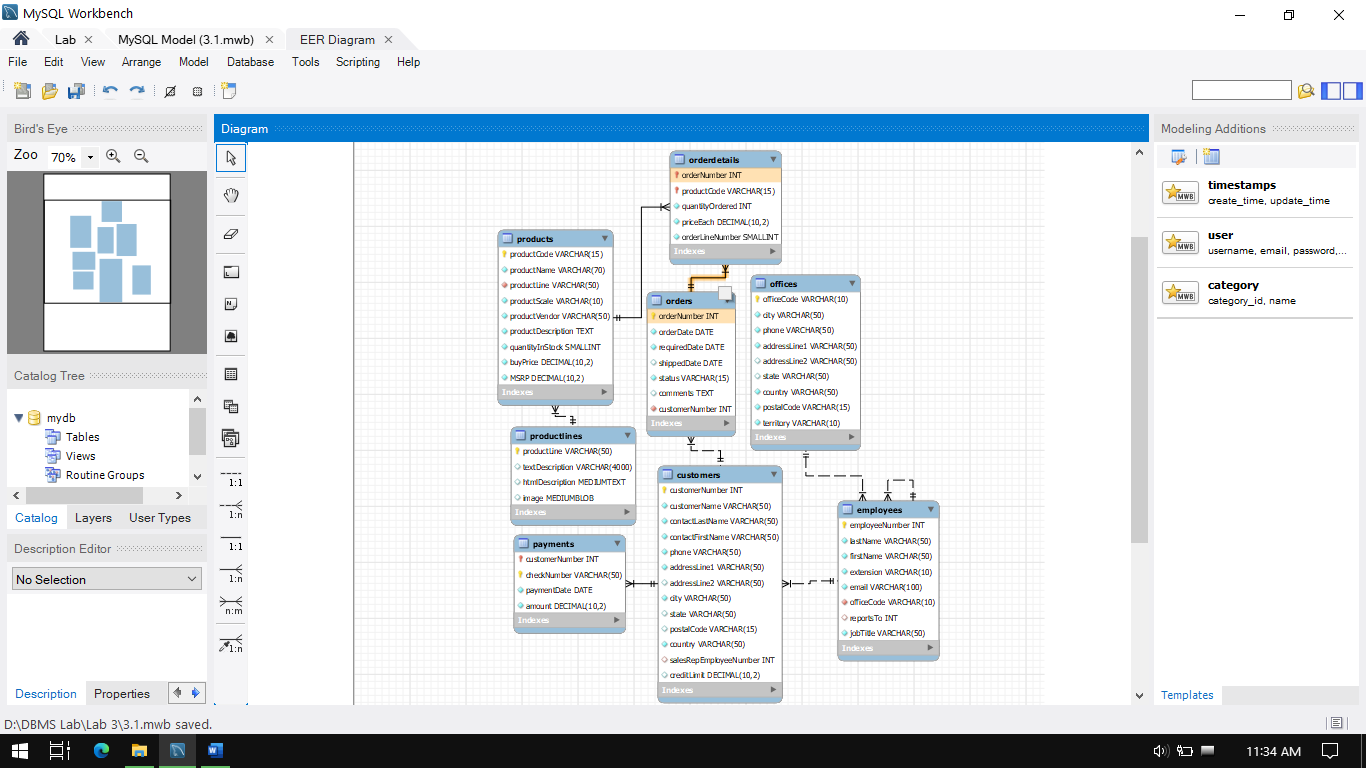 MySQL Workbench
Lab
MySQL Model (3.1.mwb)
EER Diagram
File Edit View Arrange Model Database Tools Scripting Help
Bird's Eye
Zoo 70%
Catalog Tree
mydb
Tables
Views
Routine Groups
Catalog Layers User Types
Description Editor
No Selection
Description Properties
Diagram
1:1
1:n
1:1
1:n
n:m
1:n
orderdetails
orderNumber INT
productCode VARCHAR(15)
quantityOrdered INT
priceEach DECIMAL(10,2)
orderLineNumber SMALLINT
Indexes
products
productCode VARCHAR(15)
productName VARCHAR(70)
productLine VARCHAR(50)
productScale VARCHAR(10)
productVendor VARCHAR(50)
productDescription TEXT
quantityInStock SMALLINT
buyPrice DECIMAL(10,2)
MSRP DECIMAL(10,2)
Indexes
orders
orderNumber INT
orderDate DATE
requiredDate DATE
shippedDate DATE
status VARCHAR(15)
comments TEXT
customerNumber INT
Indexes
offices
officeCode VARCHAR(10)
city VARCHAR(50)
phone VARCHAR(50)
addressLine1 VARCHAR(50)
addressLine2 VARCHAR(50)
state VARCHAR(50)
country VARCHAR(50)
postalCode VARCHAR(15)
territory VARCHAR(10)
Indexes
productlines
productLine VARCHAR(50)
textDescription VARCHAR(4000)
htmlDescription MEDIUMTEXT
image MEDIUMBLOB
Indexes
payments
customerNumber INT
checkNumber VARCHAR(50)
paymentDate DATE
amount DECIMAL(10,2)
Indexes
customers
customerNumber INT
customerName VARCHAR(50)
contactLastName VARCHAR(50)
contactFirstName VARCHAR(50)
phone VARCHAR(50)
addressLine1 VARCHAR(50)
addressLine2 VARCHAR(50)
city VARCHAR(50)
state VARCHAR(50)
postalCode VARCHAR(15)
country VARCHAR(50)
salesRepEmployeeNumber INT
creditLimit DECIMAL(10,2)
Indexes
employees
employeeNumber INT
lastName VARCHAR(50)
firstName VARCHAR(50)
extension VARCHAR(10)
email VARCHAR(100)
officeCode VARCHAR(10)
reportsTo INT
jobTitle VARCHAR(50)
Indexes
Modeling Additions
MWB
timestamps
create_time, update_time
MWB
user
username, email, password,...
MWB
category
category_id, name
Templates
D:\DBMS Lab\Lab 3\3.1.mwb saved.
11:34 AM